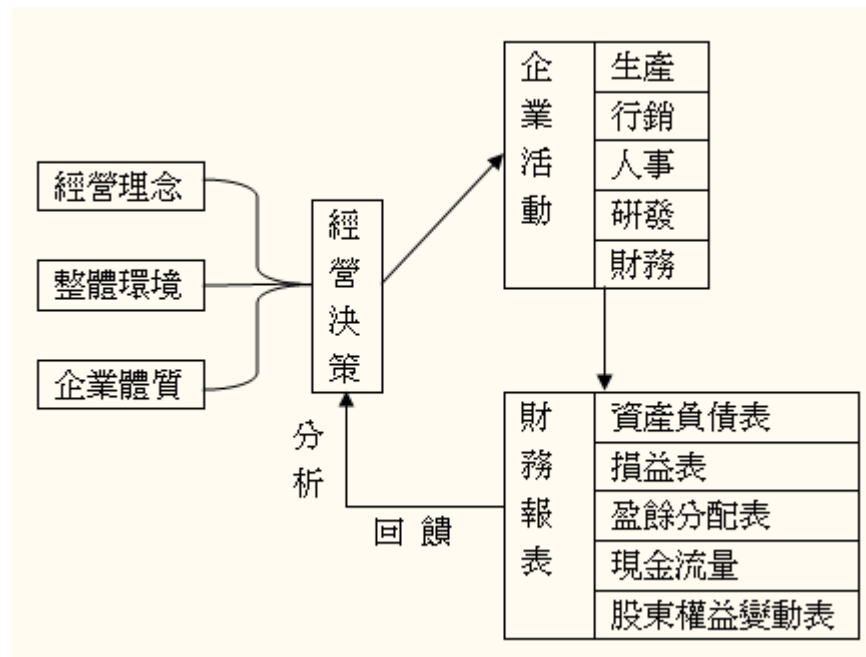 經營理念
整體環境
企業體質
經營決策
企業活動
生產
行銷
人事
研發
財務
財務報表
資產負債表
損益表
盈餘分配表
現金流量
股東權益變動表
回饋
分析